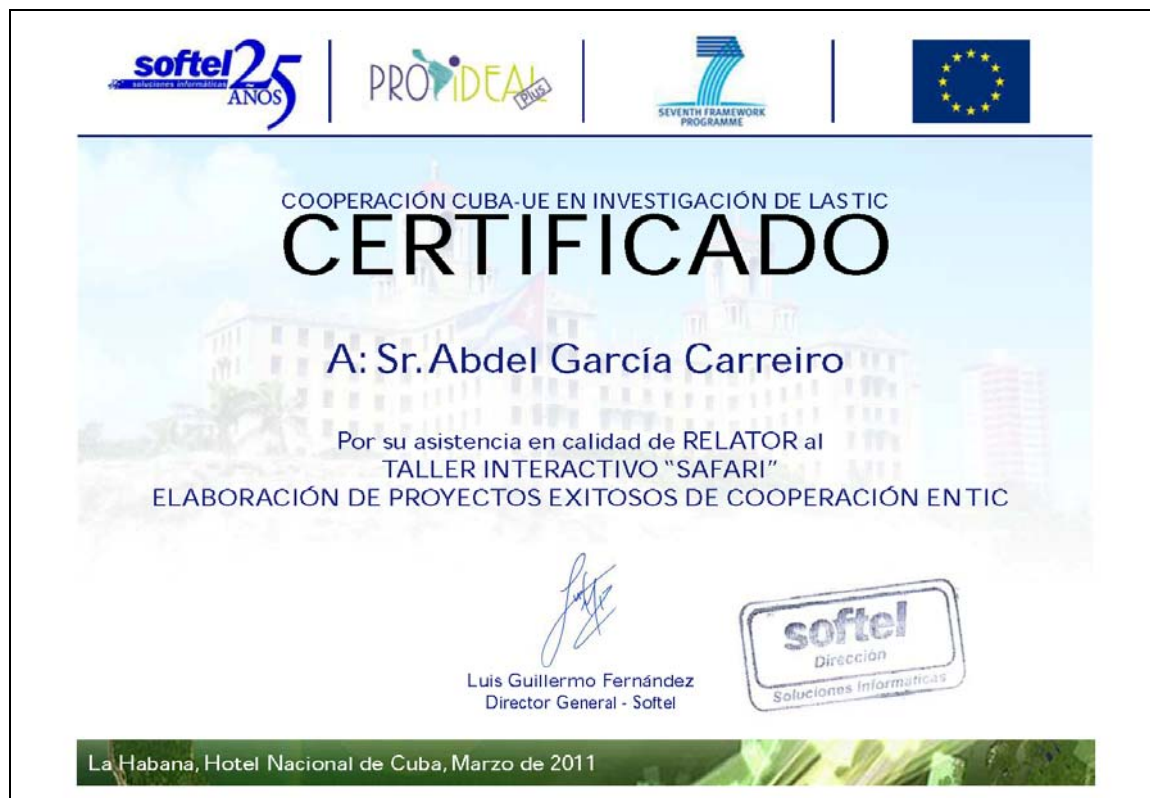 softel 25
soluciones informáticas
AÑOS
PRO IDEAL Plus
7
SEVENTH FRAMEWORK
PROGRAMME
COOPERACIÓN CUBA-UE EN INVESTIGACIÓN DE LAS TIC
CERTIFICADO
A: Sr. Abdel García Carreiro
Por su asistencia en calidad de RELATOR al
TALLER INTERACTIVO “SAFARI”
ELABORACIÓN DE PROYECTOS EXITOSOS DE COOPERACIÓN EN TIC
Luis Guillermo Fernández
Director General - Softel
softel
Dirección
Soluciones Informáticas
La Habana, Hotel Nacional de Cuba, Marzo de 2011